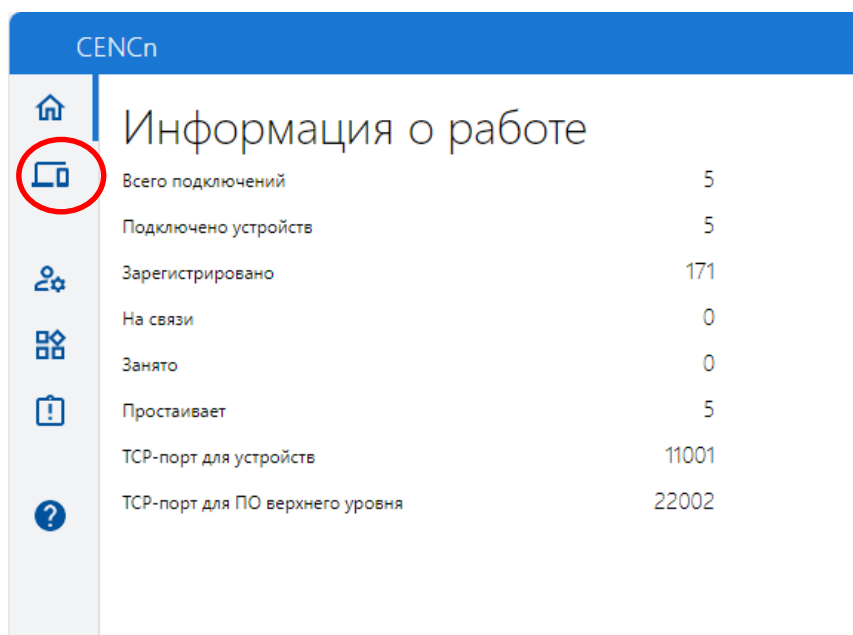 CENCn
Информация о работе
Всего подключений 5
Подключено устройств 5
Зарегистрировано 171
На связи 0
Занято 0
Простаивает 5
TCP-порт для устройств 11001
TCP-порт для ПО верхнего уровня 22002